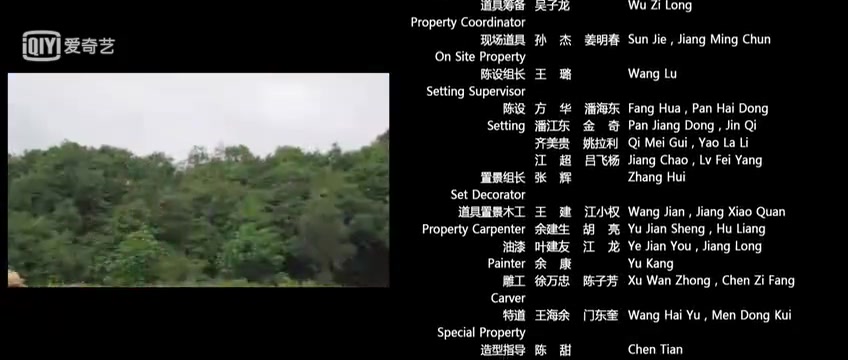 iQIYI 爱奇艺
道具筹备 吴子龙 Wu Zi Long
Property Coordinator
现场道具 孙 杰 姜明春 Sun Jie , Jiang Ming Chun
On Site Property
陈设组长 王 璐 Wang Lu
Setting Supervisor
陈设 方 华 潘海东 Fang Hua , Pan Hai Dong
Setting 潘江东 金 奇 Pan Jiang Dong , Jin Qi
齐美贵 姚拉利 Qi Mei Gui , Yao La Li
江 超 吕飞杨 Jiang Chao , Lv Fei Yang
置景组长 张 辉 Zhang Hui
Set Decorator
道具置景木工 王 建 江小权 Wang Jian , Jiang Xiao Quan
Property Carpenter 余建生 胡 亮 Yu Jian Sheng , Hu Liang
油漆 叶建友 江 龙 Ye Jian You , Jiang Long
Painter 余 康 Yu Kang
雕工 徐万忠 陈子芳 Xu Wan Zhong , Chen Zi Fang
Carver
特道 王海余 门东奎 Wang Hai Yu , Men Dong Kui
Special Property
造型指导 陈 甜 Chen Tian